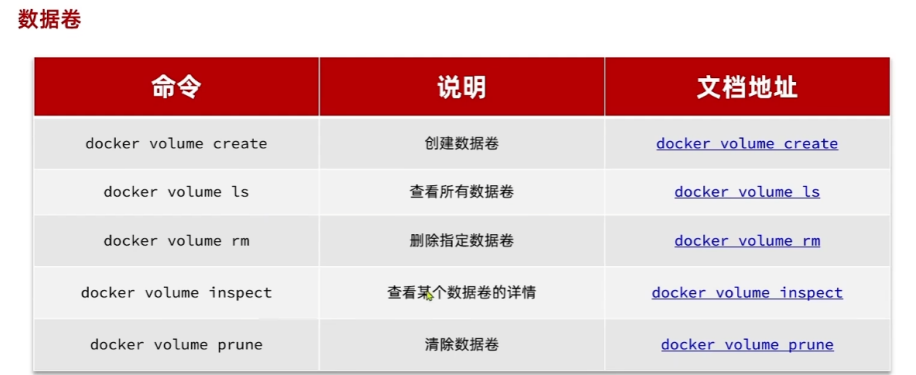 数据卷
命令 说明 文档地址
docker volume create 创建数据卷 docker volume create
docker volume ls 查看所有数据卷 docker volume ls
docker volume rm 删除指定数据卷 docker volume rm
docker volume inspect 查看某个数据卷的详情 docker volume inspect
docker volume prune 清除数据卷 docker volume prune